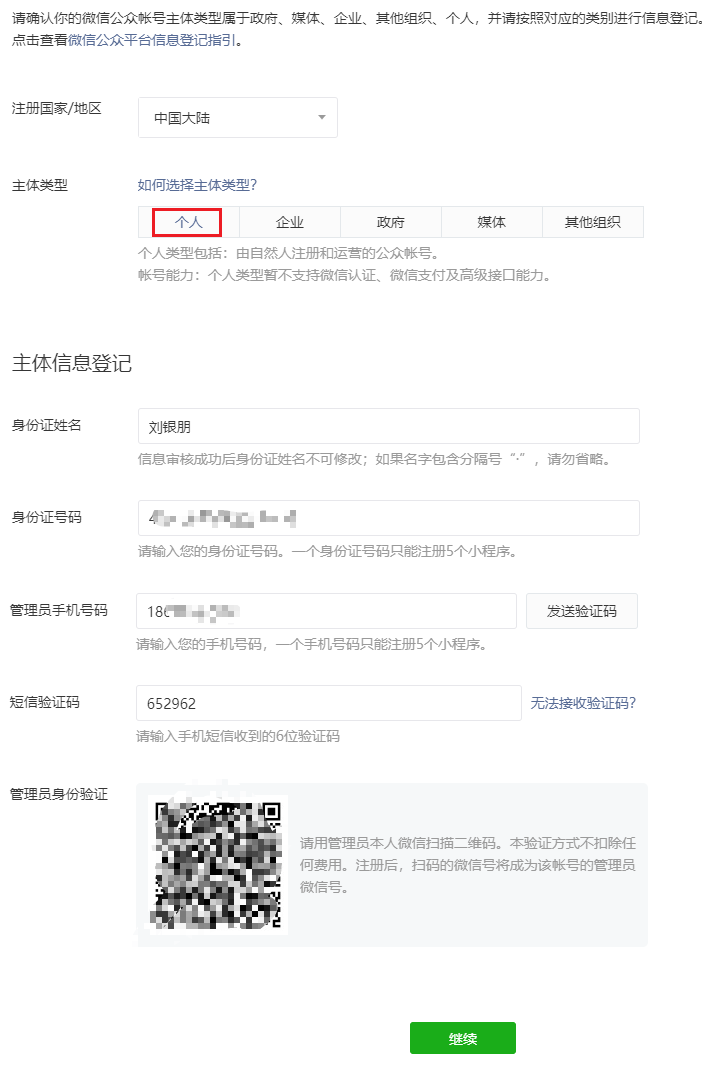 请确认你的微信公众帐号主体类型属于政府、媒体、企业、其他组织、个人，并请按照对应的类别进行信息登记。
点击查看微信公众平台信息登记指引。
注册国家/地区
中国大陆
主体类型
如何选择主体类型?
个人 企业 政府 媒体 其他组织
个人类型包括：由自然人注册和运营的公众帐号。
帐号能力：个人类型暂不支持微信认证、微信支付及高级接口能力。
主体信息登记
身份证姓名
刘银朋
信息审核成功后身份证姓名不可修改；如果名字包含分隔号“·”，请勿省略。
身份证号码
4
请输入您的身份证号码。一个身份证号码只能注册5个小程序。
管理员手机号码
186
发送验证码
请输入您的手机号码，一个手机号码只能注册5个小程序。
短信验证码
652962
无法接收验证码?
请输入手机短信收到的6位验证码
管理员身份验证
请用管理员本人微信扫描二维码。本验证方式不扣除任
何费用。注册后，扫码的微信号将成为该帐号的管理员
微信号。
继续